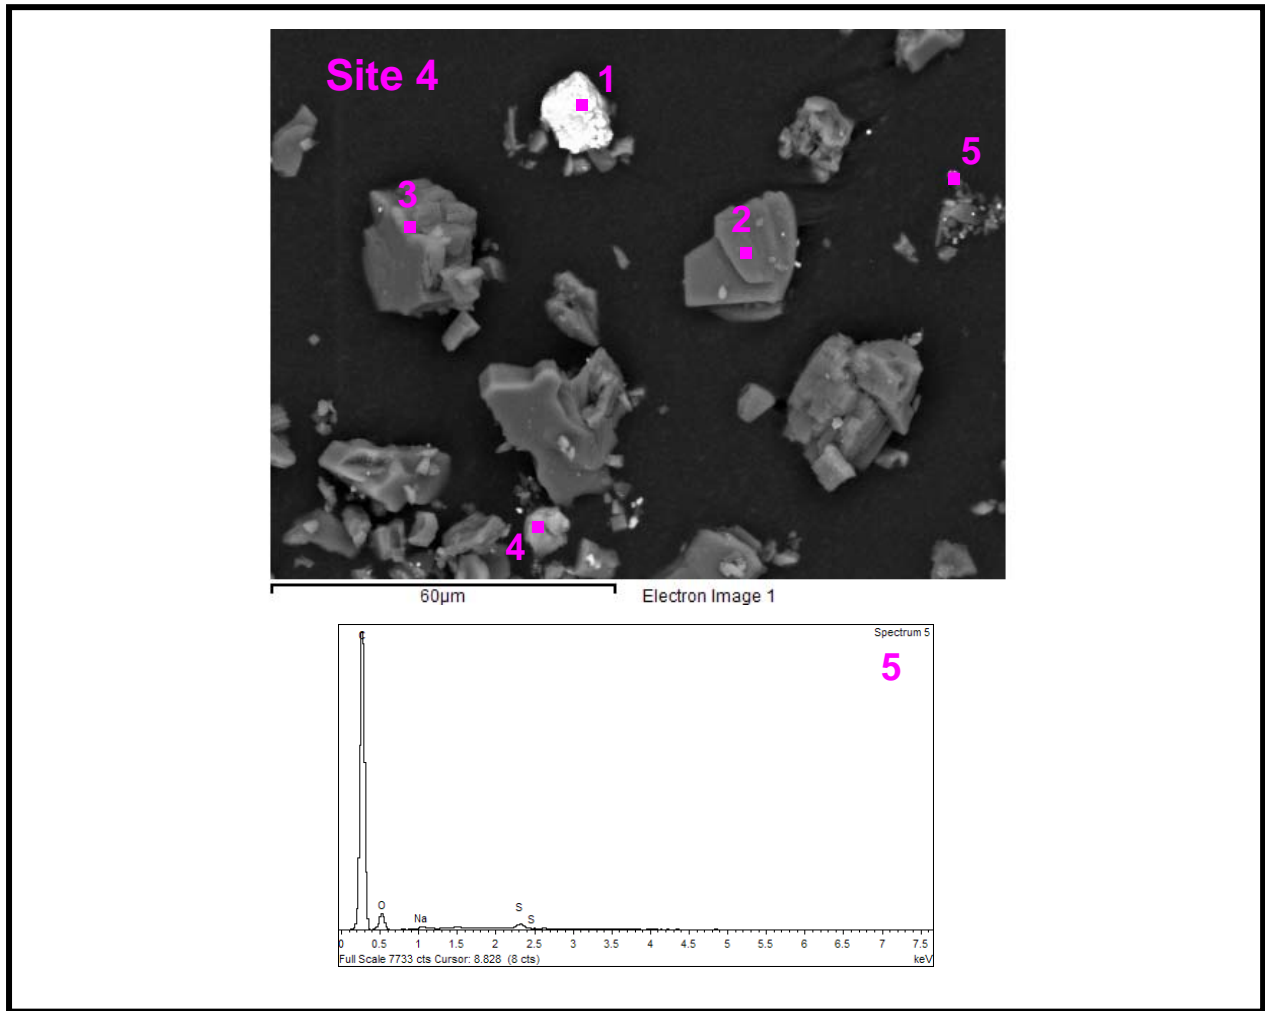 Site 4
1
5
3
2
4
60µm
Electron Image 1
C
Spectrum 5
5
O
Na
S
S
0 0.5 1 1.5 2 2.5 3 3.5 4 4.5 5 5.5 6 6.5 7 7.5
Full Scale 7733 cts Cursor: 8.828 (8 cts)
keV